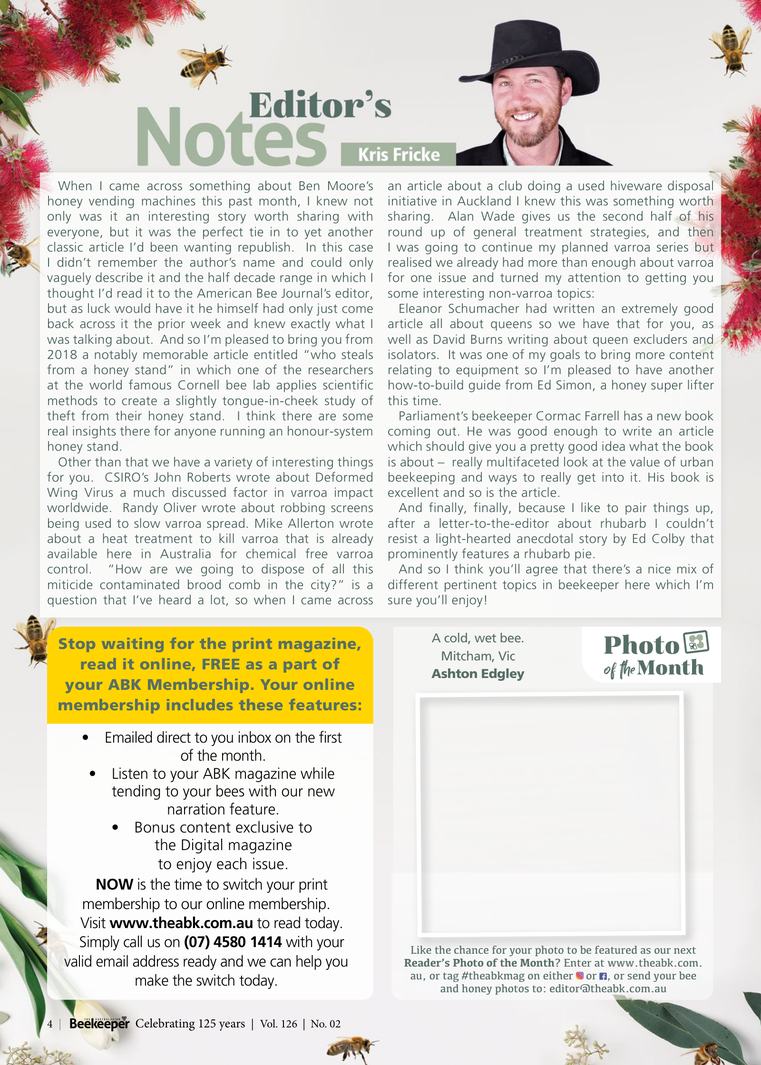 Editor's
Notes
Kris Fricke
When I came across something about Ben Moore's
honey vending machines this past month, I knew not
only was it an interesting story worth sharing with
everyone, but it was the perfect tie in to yet another
classic article I'd been wanting republish. In this case
I didn't remember the author's name and could only
vaguely describe it and the half decade range in which I
thought I'd read it to the American Bee Journal's editor,
but as luck would have it he himself had only just come
back across it the prior week and knew exactly what I
was talking about. And so I'm pleased to bring you from
2018 a notably memorable article entitled "who steals
from a honey stand" in which one of the researchers
at the world famous Cornell bee lab applies scientific
methods to create a slightly tongue-in-cheek study of
theft from their honey stand. I think there are some
real insights there for anyone running an honour-system
honey stand.
Other than that we have a variety of interesting things
for you. CSIRO's John Roberts wrote about Deformed
Wing Virus a much discussed factor in varroa impact
worldwide. Randy Oliver wrote about robbing screens
being used to slow varroa spread. Mike Allerton wrote
about a heat treatment to kill varroa that is already
available here in Australia for chemical free varroa
control. "How are we going to dispose of all this
miticide contaminated brood comb in the city?" is a
question that I've heard a lot, so when I came across
an article about a club doing a used hiveware disposal
initiative in Auckland I knew this was something worth
sharing. Alan Wade gives us the second half of his
round up of general treatment strategies, and then
I was going to continue my planned varroa series but
realised we already had more than enough about varroa
for one issue and turned my attention to getting you
some interesting non-varroa topics:
Eleanor Schumacher had written an extremely good
article all about queens so we have that for you, as
well as David Burns writing about queen excluders and
isolators. It was one of my goals to bring more content
relating to equipment so I'm pleased to have another
how-to-build guide from Ed Simon, a honey super lifter
this time.
Parliament's beekeeper Cormac Farrell has a new book
coming out. He was good enough to write an article
which should give you a pretty good idea what the book
is about – really multifaceted look at the value of urban
beekeeping and ways to really get into it. His book is
excellent and so is the article.
And finally, finally, because I like to pair things up,
after a letter-to-the-editor about rhubarb I couldn't
resist a light-hearted anecdotal story by Ed Colby that
prominently features a rhubarb pie.
And so I think you'll agree that there's a nice mix of
different pertinent topics in beekeeper here which I'm
sure you'll enjoy!
Stop waiting for the print magazine,
read it online, FREE as a part of
your ABK Membership. Your online
membership includes these features:
• Emailed direct to you inbox on the first
of the month.
• Listen to your ABK magazine while
tending to your bees with our new
narration feature.
• Bonus content exclusive to
the Digital magazine
to enjoy each issue.
NOW is the time to switch your print
membership to our online membership.
Visit www.theabk.com.au to read today.
Simply call us on (07) 4580 1414 with your
valid email address ready and we can help you
make the switch today.
A cold, wet bee.
Mitcham, Vic
Ashton Edgley
Photo
of the Month
Like the chance for your photo to be featured as our next
Reader's Photo of the Month? Enter at www.theabk.com.
au, or tag #theabkmag on either or , or send your bee
and honey photos to: editor@theabk.com.au
4 | Beekeeper Celebrating 125 years | Vol. 126 | No. 02